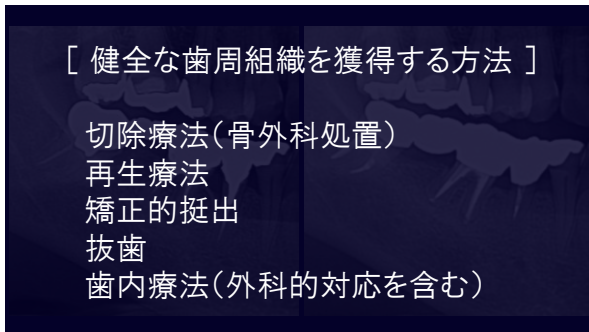 [ 健全な歯周組織を獲得する方法 ]
切除療法(骨外科処置)
再生療法
矯正的挺出
抜歯
歯内療法(外科的対応を含む)